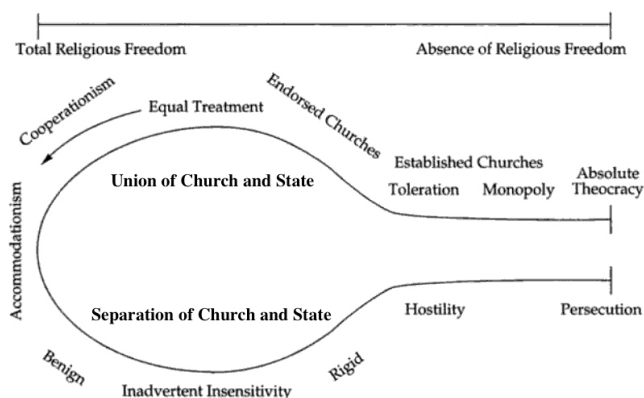 Total Religious Freedom
Absence of Religious Freedom
Cooperationism
Equal Treatment
Endorsed Churches
Established Churches
Toleration
Monopoly
Absolute
Theocracy
Union of Church and State
Accommodationism
Separation of Church and State
Hostility
Persecution
Benign
Inadvertent Insensitivity
Rigid